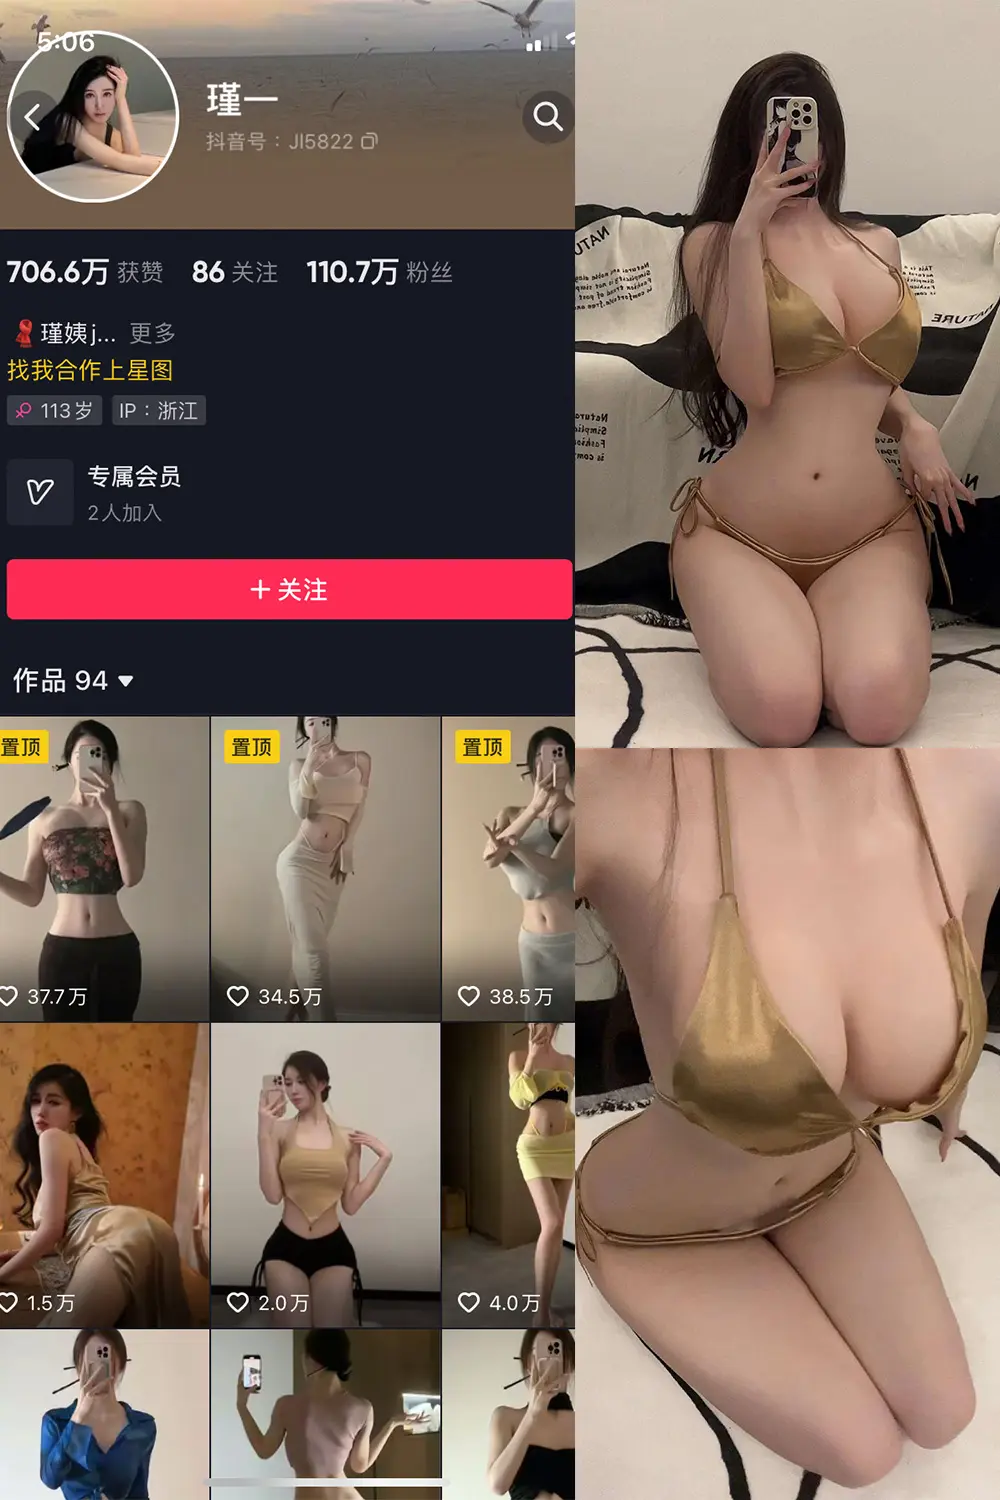 5:06
瑾一
抖音号：JI5822
706.6万 获赞 86 关注 110.7万 粉丝
瑾姨j... 更多
找我合作上星图
113岁 IP：浙江
专属会员
2人加入
+ 关注
作品 94
置顶 置顶 置顶
37.7万 34.5万 38.5万
1.5万 2.0万 4.0万
NATURE